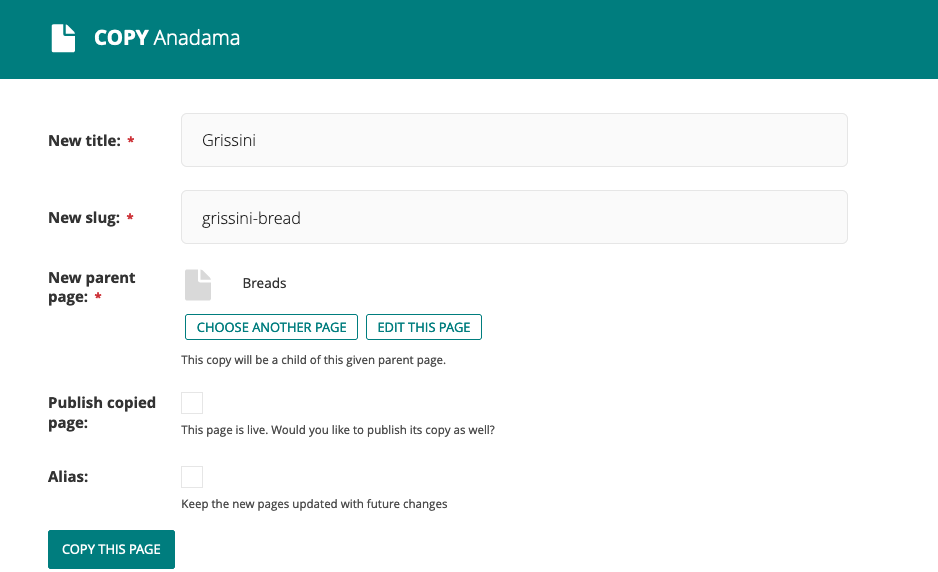 COPY Anadama
New title: *
Grissini
New slug: *
grissini-bread
New parent
page: *
Breads
CHOOSE ANOTHER PAGE EDIT THIS PAGE
This copy will be a child of this given parent page.
Publish copied
page:
This page is live. Would you like to publish its copy as well?
Alias:
Keep the new pages updated with future changes
COPY THIS PAGE